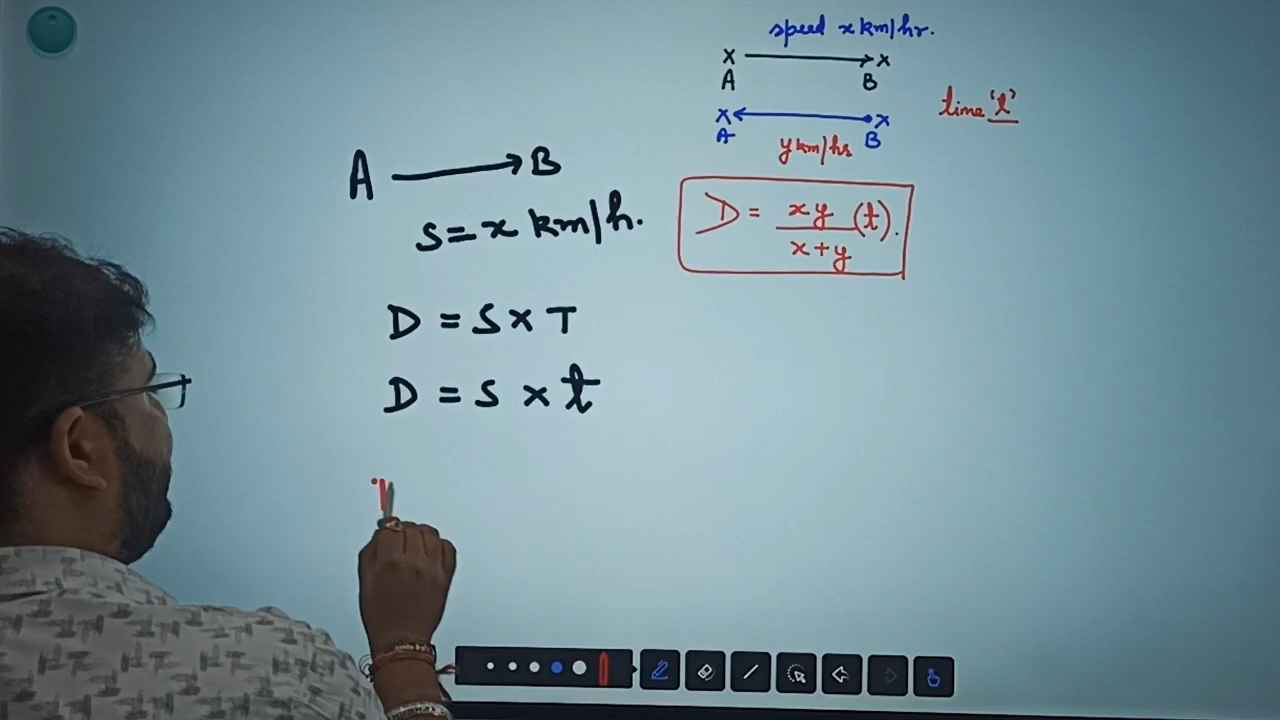 speed x km/hr.
x → x
A B
x ← x
A B
y km/hr
time 't'
D = xy/x+y (t).
A → B
S = x km/h.
D = S × T
D = S × t